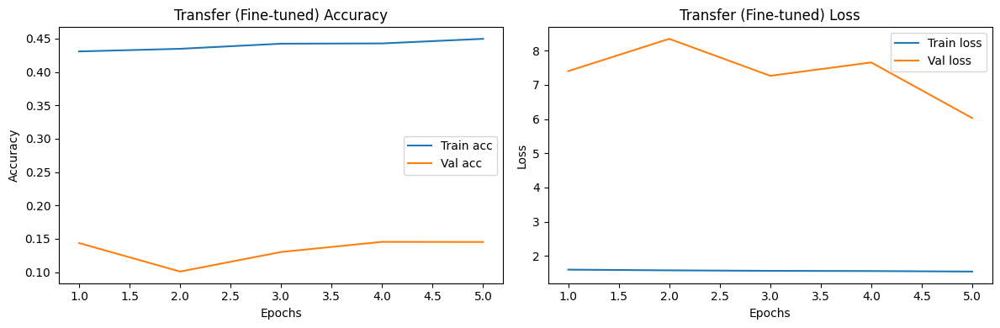 Transfer (Fine-tuned) Accuracy
0.45
0.40
0.35
0.30
0.25
0.20
0.15
0.10
Accuracy
Train acc
Val acc
1.0 1.5 2.0 2.5 3.0 3.5 4.0 4.5 5.0
Epochs
Transfer (Fine-tuned) Loss
8
7
6
5
4
3
2
Loss
Train loss
Val loss
1.0 1.5 2.0 2.5 3.0 3.5 4.0 4.5 5.0
Epochs